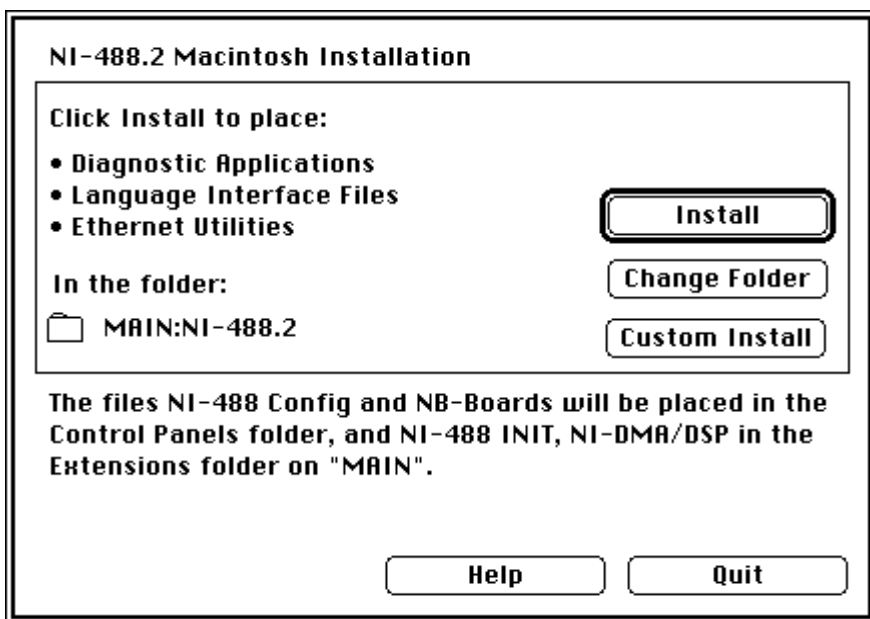 NI-488.2 Macintosh Installation
Click Install to place:
• Diagnostic Applications
• Language Interface Files
• Ethernet Utilities
Install
In the folder:
Change Folder
MAIN:NI-488.2
Custom Install
The files NI-488 Config and NB-Boards will be placed in the
Control Panels folder, and NI-488 INIT, NI-DMA/DSP in the
Extensions folder on "MAIN".
Help
Quit